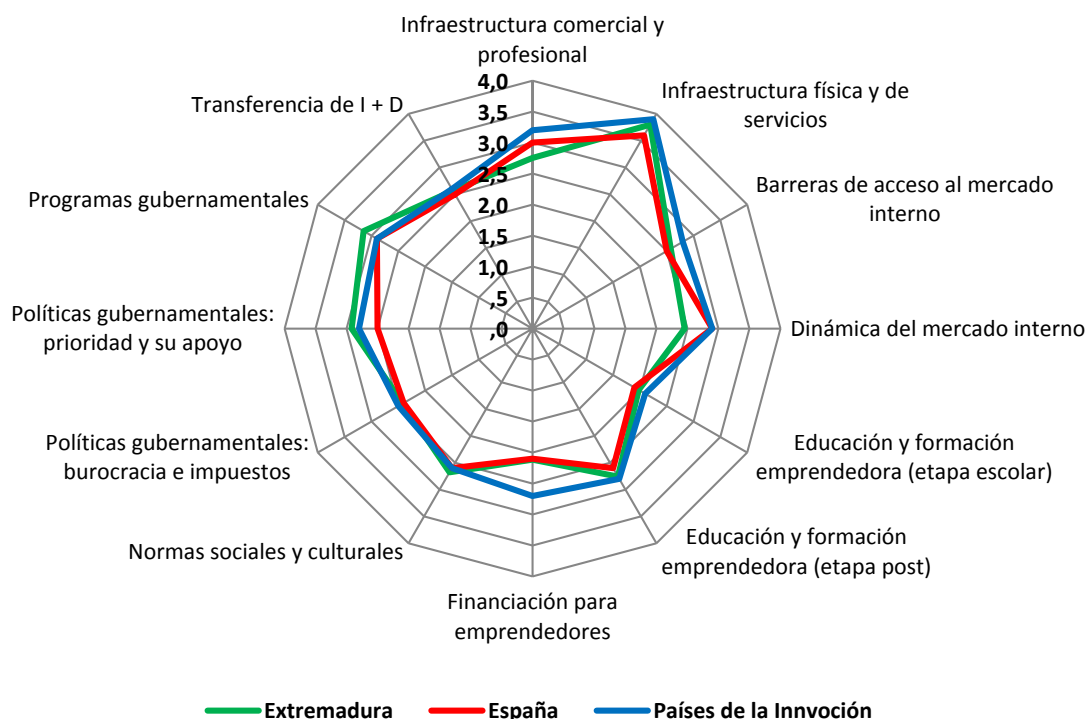 Infraestructura comercial y
profesional
Infraestructura física y de
servicios
Barreras de acceso al mercado
interno
Dinámica del mercado interno
Educación y formación
emprendedora (etapa escolar)
Educación y formación
emprendedora (etapa post)
Financiación para
emprendedores
Normas sociales y culturales
Políticas gubernamentales:
burocracia e impuestos
Políticas gubernamentales:
prioridad y su apoyo
Programas gubernamentales
Transferencia de I + D
4,0
3,5
3,0
2,5
2,0
1,5
1,0
,5
,0
Extremadura España Países de la Innvoción